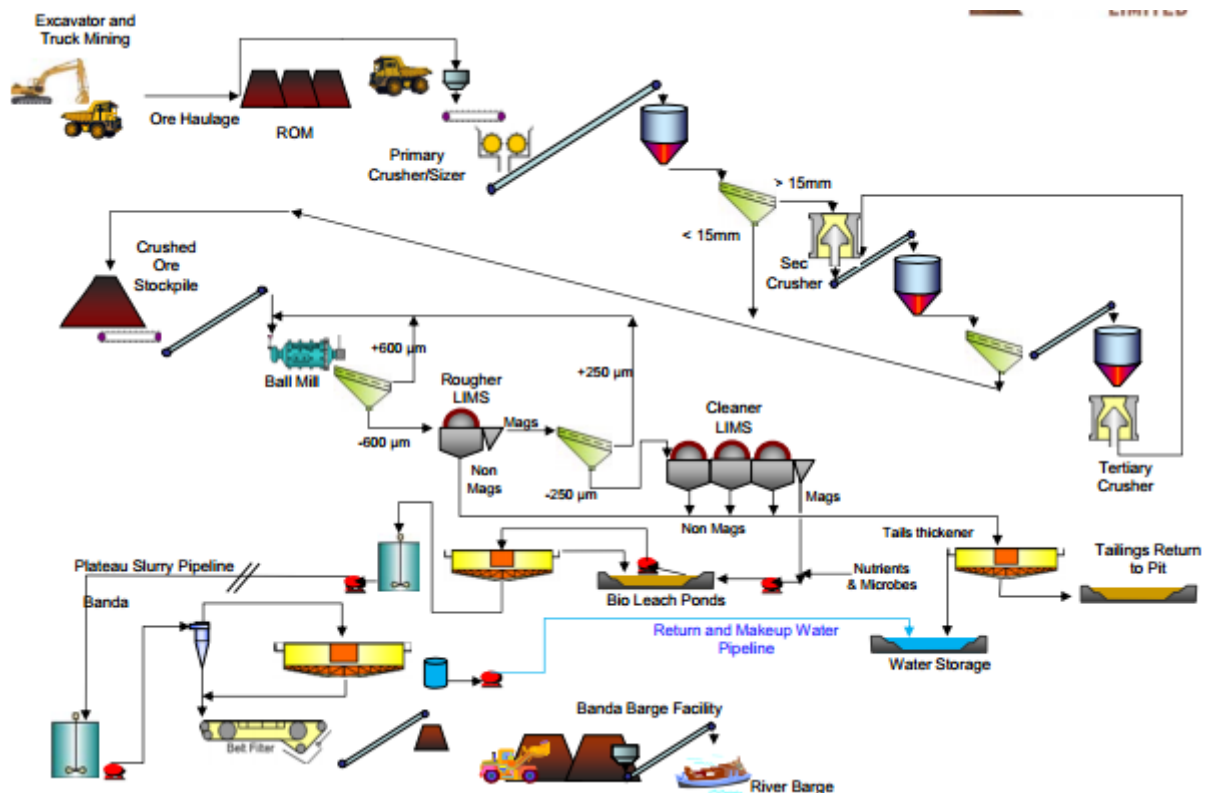 LIMITED
Excavator and
Truck Mining
Ore Haulage
ROM
Primary
Crusher/Sizer
> 15mm
< 15mm
Sec
Crusher
Crushed
Ore
Stockpile
+600 µm
Ball Mill
-600 µm
Rougher
LIMS
Mags
Non
Mags
+250 µm
-250 µm
Cleaner
LIMS
Mags
Non Mags
Tertiary
Crusher
Tails thickener
Tailings Return
to Pit
Nutrients
& Microbes
Bio Leach Ponds
Plateau Slurry Pipeline
Banda
Return and Makeup Water
Pipeline
Water Storage
Belt Filter
Banda Barge Facility
River Barge